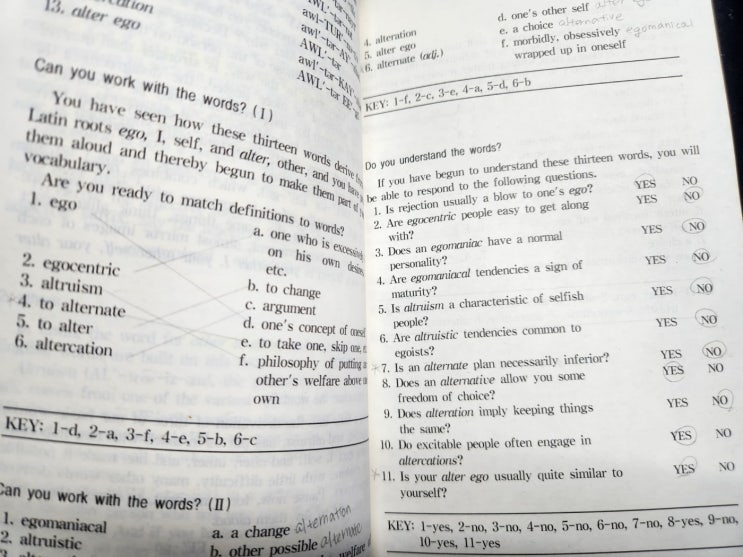 13. alter ego
Can you work with the words? (I)
You have seen how these thirteen words derive from
Latin roots ego, I, self, and alter, other, and you have
them aloud and thereby begun to make them part of
vocabulary.
Are you ready to match definitions to words?
1. ego
a. one who is excessively
on his own desires
etc.
2. egocentric
b. to change
3. altruism
c. argument
*4. to alternate
d. one's concept of oneself
5. to alter
e. to take one, skip one,
6. altercation
f. philosophy of putting
other's welfare above
own
KEY: 1-d, 2-a, 3-f, 4-e, 5-b, 6-c
Can you work with the words? (II)
1. egomaniacal
a. a change alternation
2. altruistic
b. other possible alternate
welfare
AWL'-tər
awl-TUR'
AWL'-tər
d. one's other self alter
4. alteration
e. a choice alternative
5. alter ego
f. morbidly, obsessively egomaniacal
6. alternate (adj.)
wrapped up in oneself
KEY: 1-f, 2-c, 3-e, 4-a, 5-d, 6-b
Do you understand the words?
If you have begun to understand these thirteen words, you will
be able to respond to the following questions.
1. Is rejection usually a blow to one's ego? YES NO
2. Are egocentric people easy to get along YES NO
with?
3. Does an egomaniac have a normal YES NO
personality?
4. Are egomaniacal tendencies a sign of YES NO
maturity?
5. Is altruism a characteristic of selfish YES NO
people?
6. Are altruistic tendencies common to YES NO
egoists?
*7. Is an alternate plan necessarily inferior? YES NO
8. Does an alternative allow you some YES NO
freedom of choice?
9. Does alteration imply keeping things YES NO
the same?
10. Do excitable people often engage in YES NO
altercations?
*11. Is your alter ego usually quite similar to YES NO
yourself?
KEY: 1-yes, 2-no, 3-no, 4-no, 5-no, 6-no, 7-no, 8-yes, 9-no,
10-yes, 11-yes